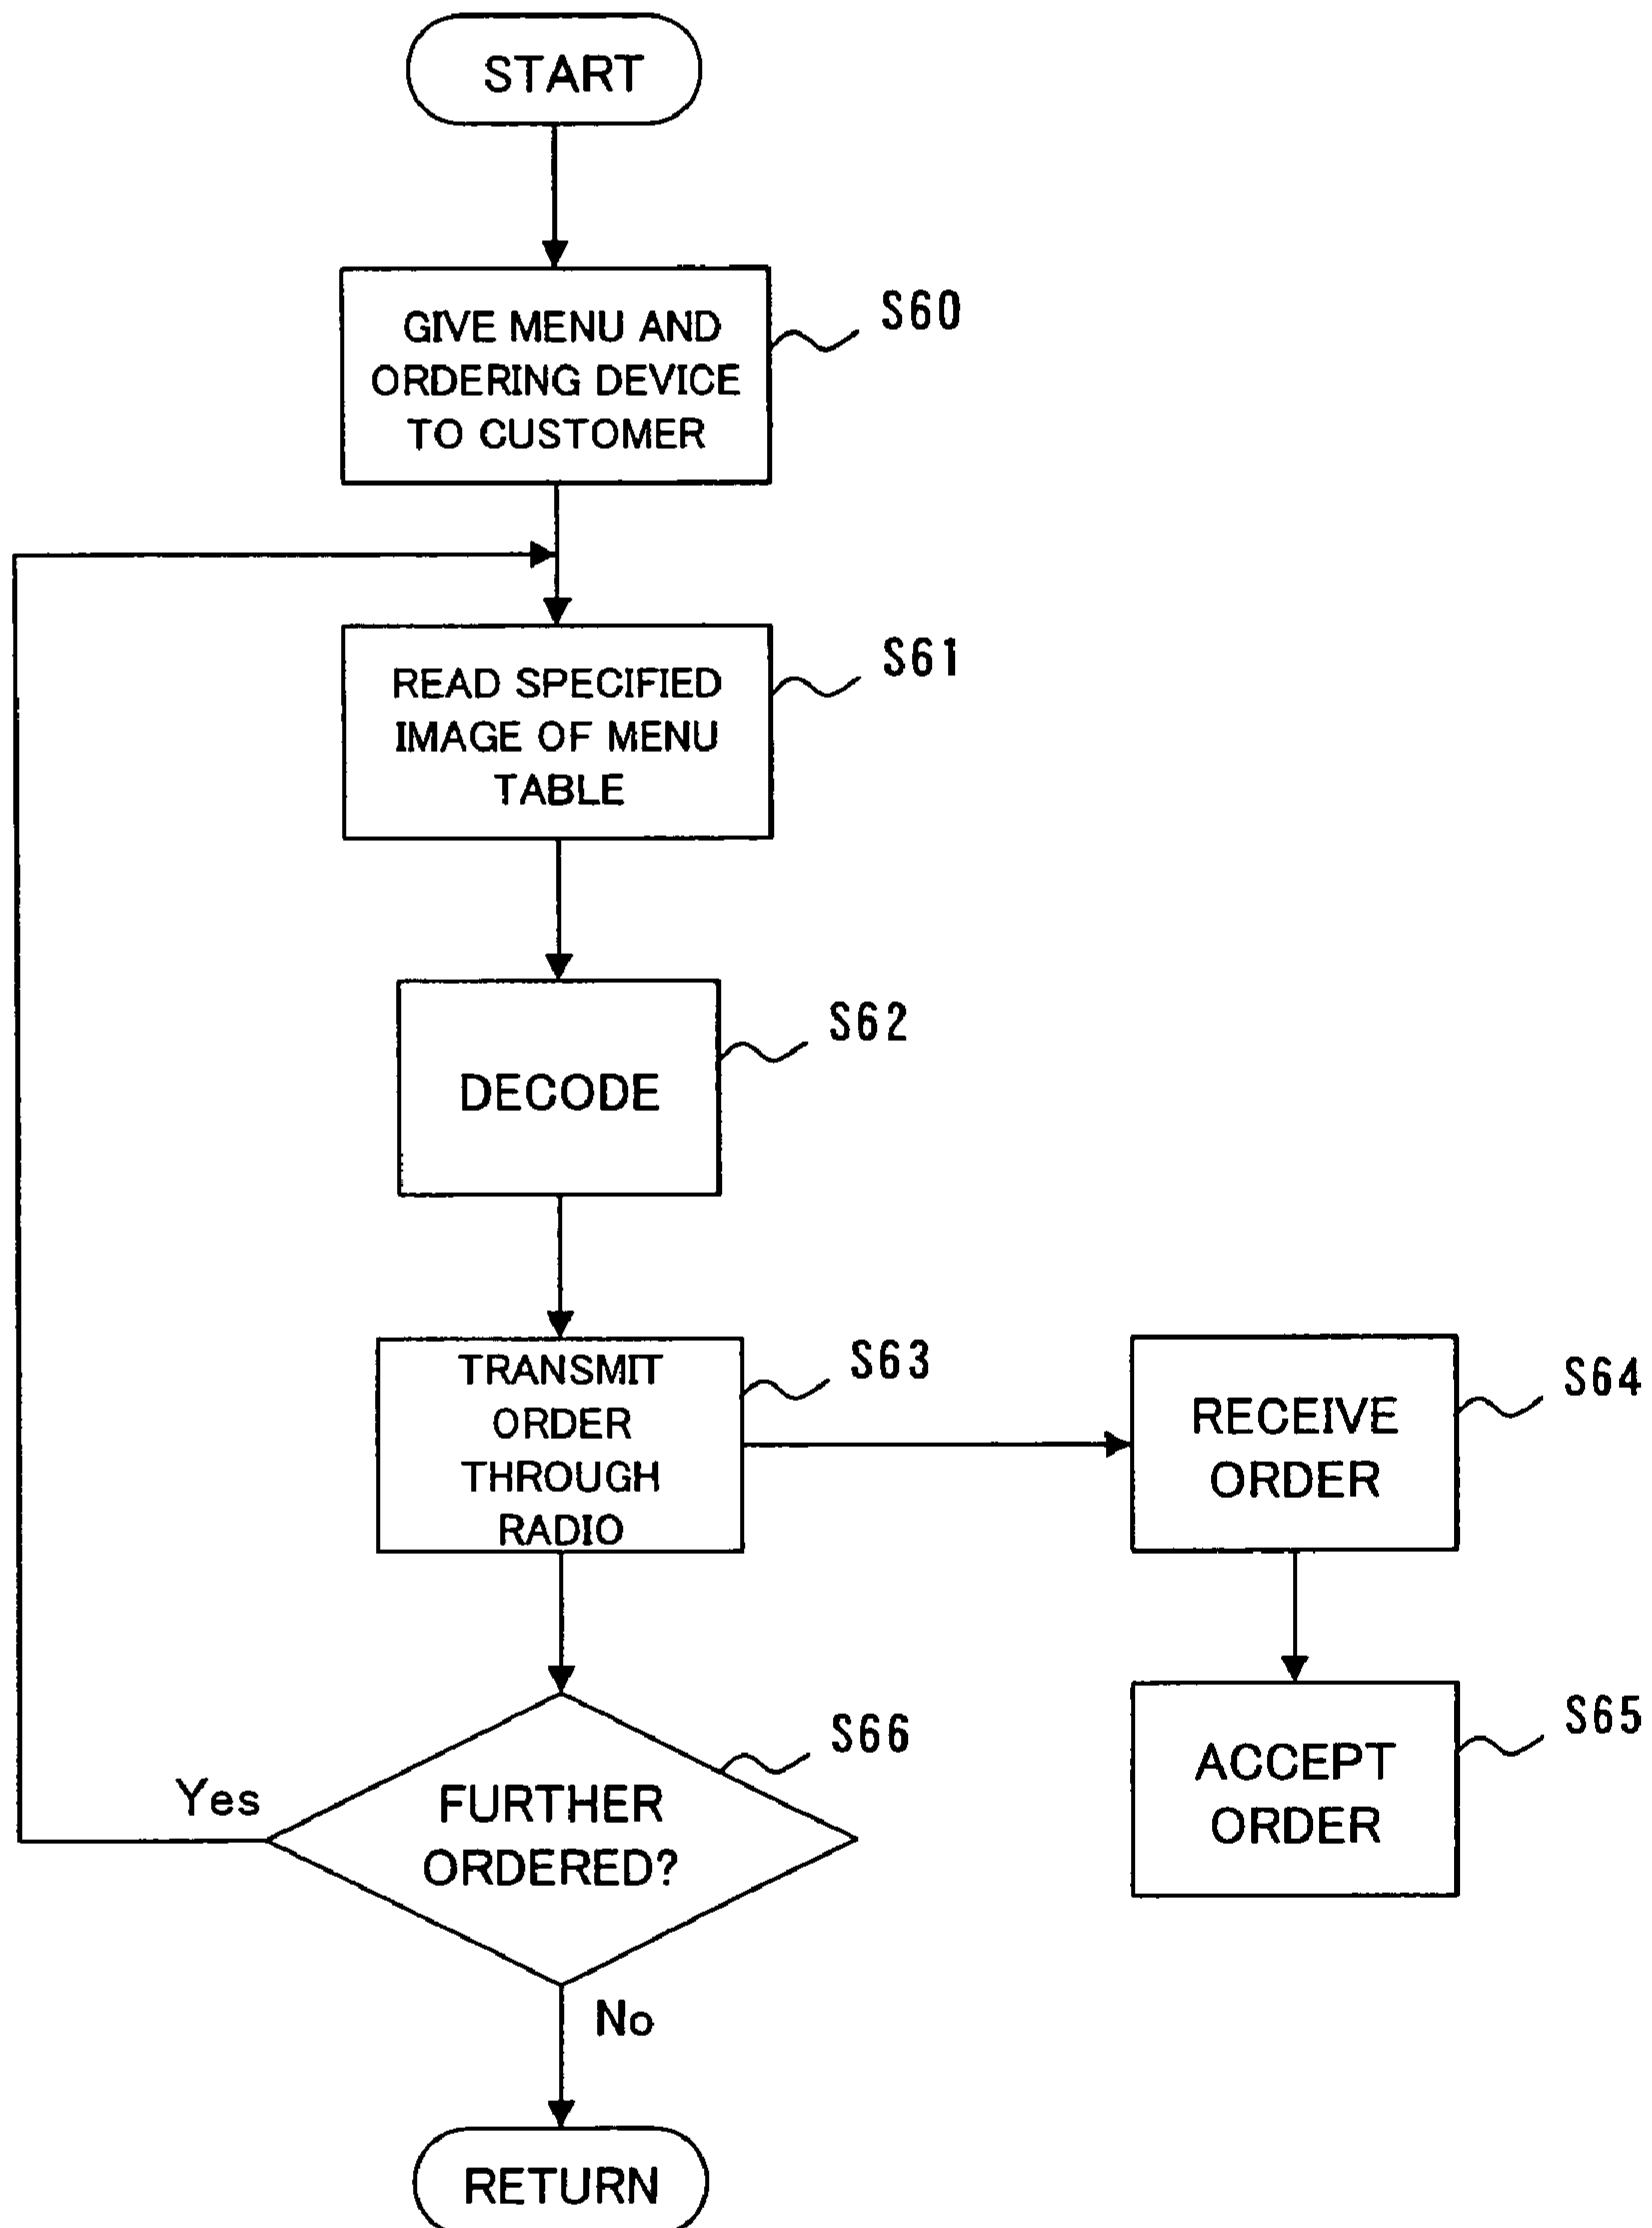 START
GIVE MENU AND
ORDERING DEVICE
TO CUSTOMER
S60
READ SPECIFIED
IMAGE OF MENU
TABLE
S61
DECODE
S62
TRANSMIT
ORDER
THROUGH
RADIO
S63
RECEIVE
ORDER
S64
ACCEPT
ORDER
S65
FURTHER
ORDERED?
S66
Yes
No
RETURN